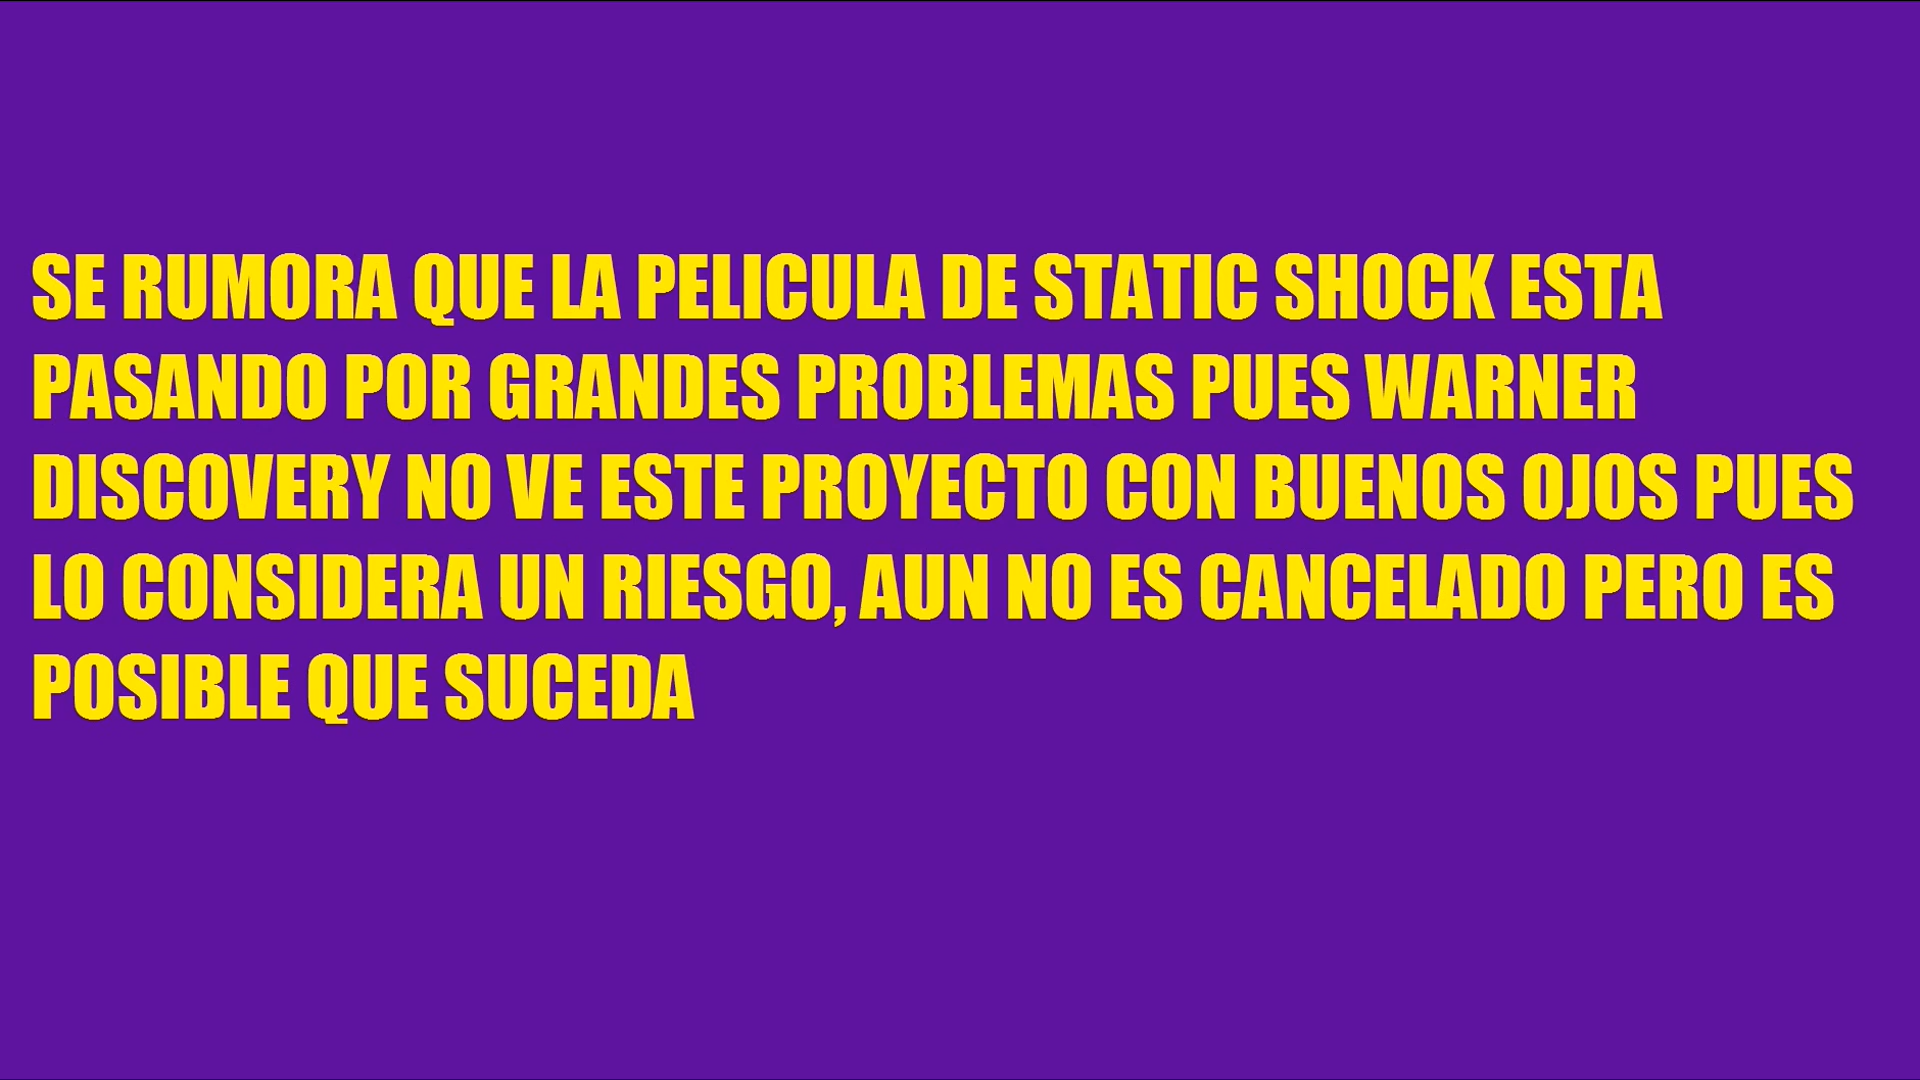 SE RUMORA QUE LA PELICULA DE STATIC SHOCK ESTA
PASANDO POR GRANDES PROBLEMAS PUES WARNER
DISCOVERY NO VE ESTE PROYECTO CON BUENOS OJOS PUES
LO CONSIDERA UN RIESGO, AUN NO ES CANCELADO PERO ES
POSIBLE QUE SUCEDA